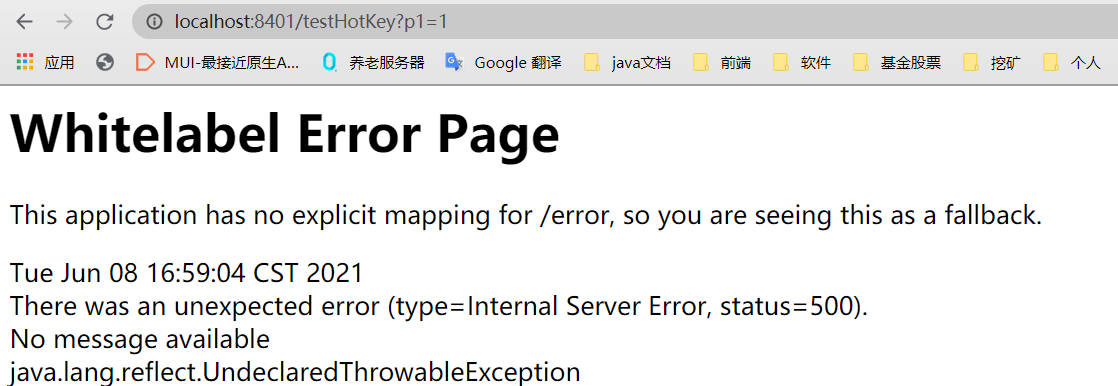 localhost:8401/testHotKey?p1=1
应用 MUI-最接近原生A... 养老服务器 Google 翻译 java文档 前端 软件 基金股票 挖矿 个人
Whitelabel Error Page
This application has no explicit mapping for /error, so you are seeing this as a fallback.
Tue Jun 08 16:59:04 CST 2021
There was an unexpected error (type=Internal Server Error, status=500).
No message available
java.lang.reflect.UndeclaredThrowableException